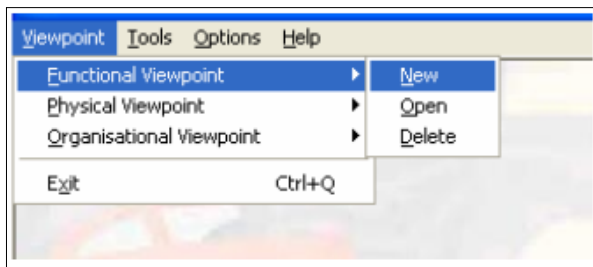 Viewpoint Tools Options Help
Functional Viewpoint New
Physical Viewpoint Open
Organisational Viewpoint Delete
Exit Ctrl+Q